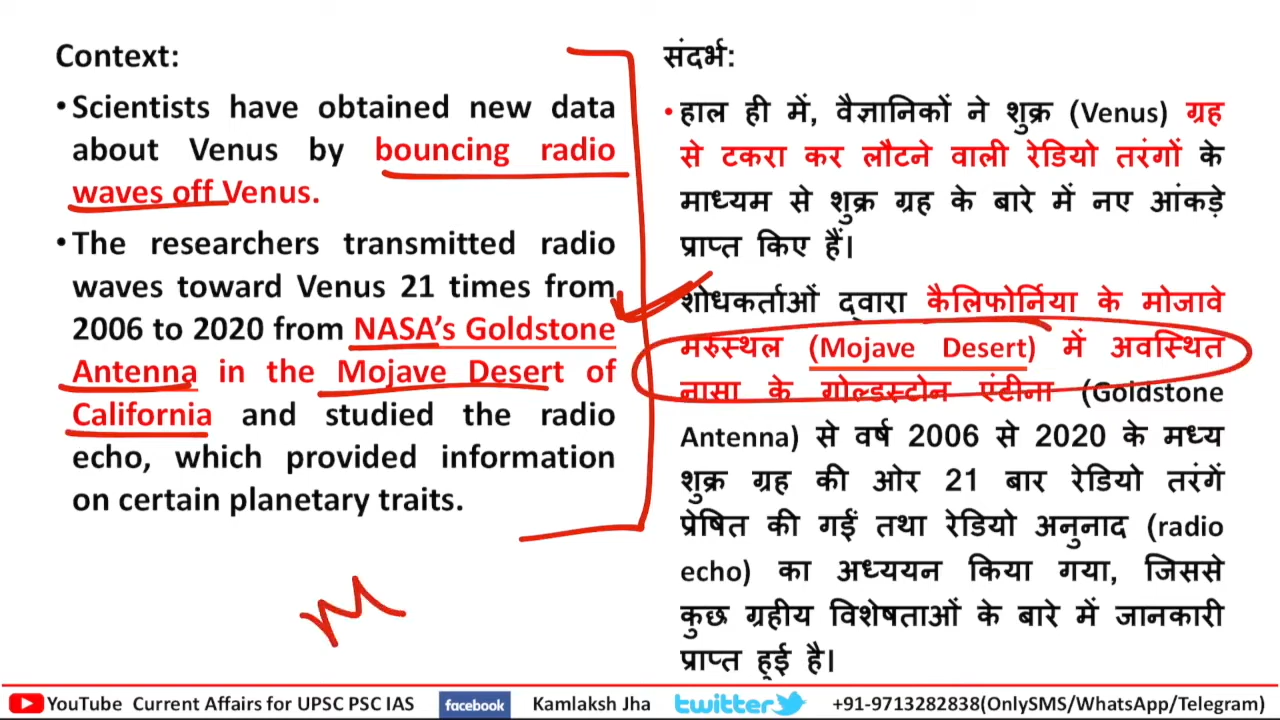 Context:
•Scientists have obtained new data
about Venus by bouncing radio
waves off Venus.
•The researchers transmitted radio
waves toward Venus 21 times from
2006 to 2020 from NASA’s Goldstone
Antenna in the Mojave Desert of
California and studied the radio
echo, which provided information
on certain planetary traits.
संदर्भ:
•हाल ही में, वैज्ञानिकों ने शुक्र (Venus) ग्रह
से टकरा कर लौटने वाली रेडियो तरंगों के
माध्यम से शुक्र ग्रह के बारे में नए आंकड़े
प्राप्त किए हैं।
शोधकर्ताओं द्वारा कैलिफोर्निया के मोजावे
मरुस्थल (Mojave Desert) में अवस्थित
नासा के गोल्डस्टोन एंटीना (Goldstone
Antenna) से वर्ष 2006 से 2020 के मध्य
शुक्र ग्रह की ओर 21 बार रेडियो तरंगें
प्रेषित की गईं तथा रेडियो अनुनाद (radio
echo) का अध्ययन किया गया, जिससे
कुछ ग्रहीय विशेषताओं के बारे में जानकारी
प्राप्त हुई है।
YouTube Current Affairs for UPSC PSC IAS facebook Kamlaksh Jha twitter +91-9713282838(OnlySMS/WhatsApp/Telegram)